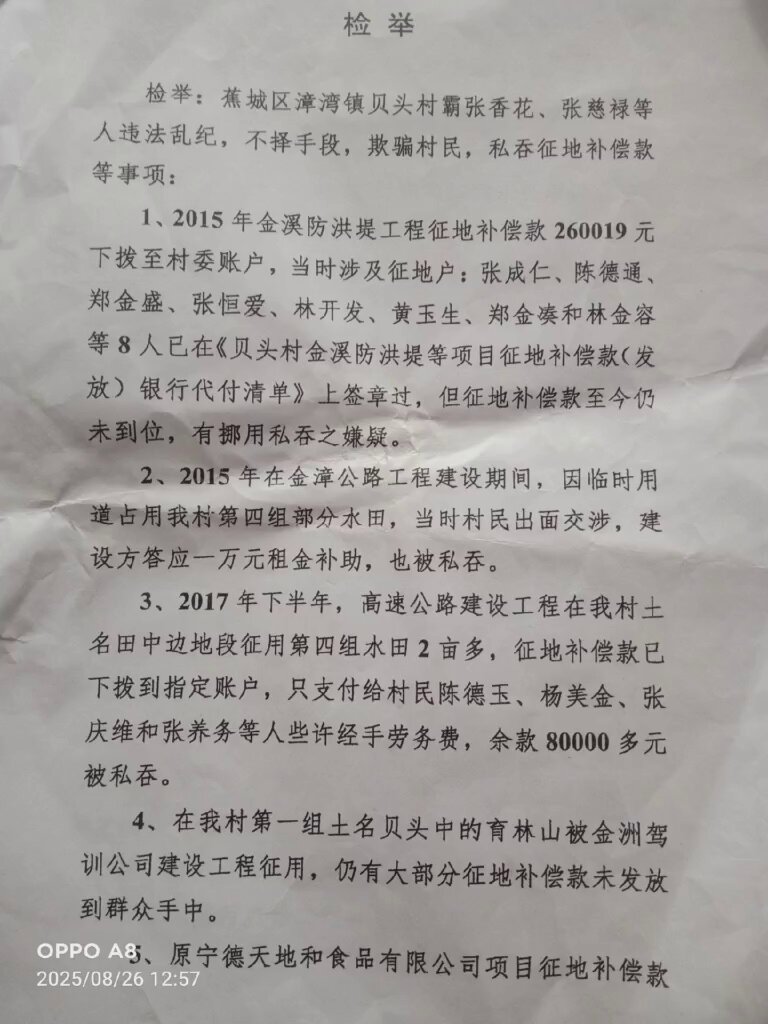 检举
检举：蕉城区漳湾镇贝头村霸张香花、张慈禄等
人违法乱纪，不择手段，欺骗村民，私吞征地补偿款
等事项：
1、2015 年金溪防洪堤工程征地补偿款 260019 元
下拨至村委账户，当时涉及征地户：张成仁、陈德通、
郑金盛、张恒爱、林开发、黄玉生、郑金凑和林金容
等 8 人已在《贝头村金溪防洪堤等项目征地补偿款（发
放）银行代付清单》上签章过，但征地补偿款至今仍
未到位，有挪用私吞之嫌疑。
2、2015 年在金漳公路工程建设期间，因临时用
道占用我村第四组部分水田，当时村民出面交涉，建
设方答应一万元租金补助，也被私吞。
3、2017 年下半年，高速公路建设工程在我村土
名田中边地段征用第四组水田 2 亩多，征地补偿款已
下拨到指定账户，只支付给村民陈德玉、杨美金、张
庆维和张养务等人些许经手劳务费，余款 80000 多元
被私吞。
4、在我村第一组土名贝头中的育林山被金洲驾
训公司建设工程征用，仍有大部分征地补偿款未发放
到群众手中。
5、原宁德天地和食品有限公司项目征地补偿款
OPPO A8
2025/08/26 12:57